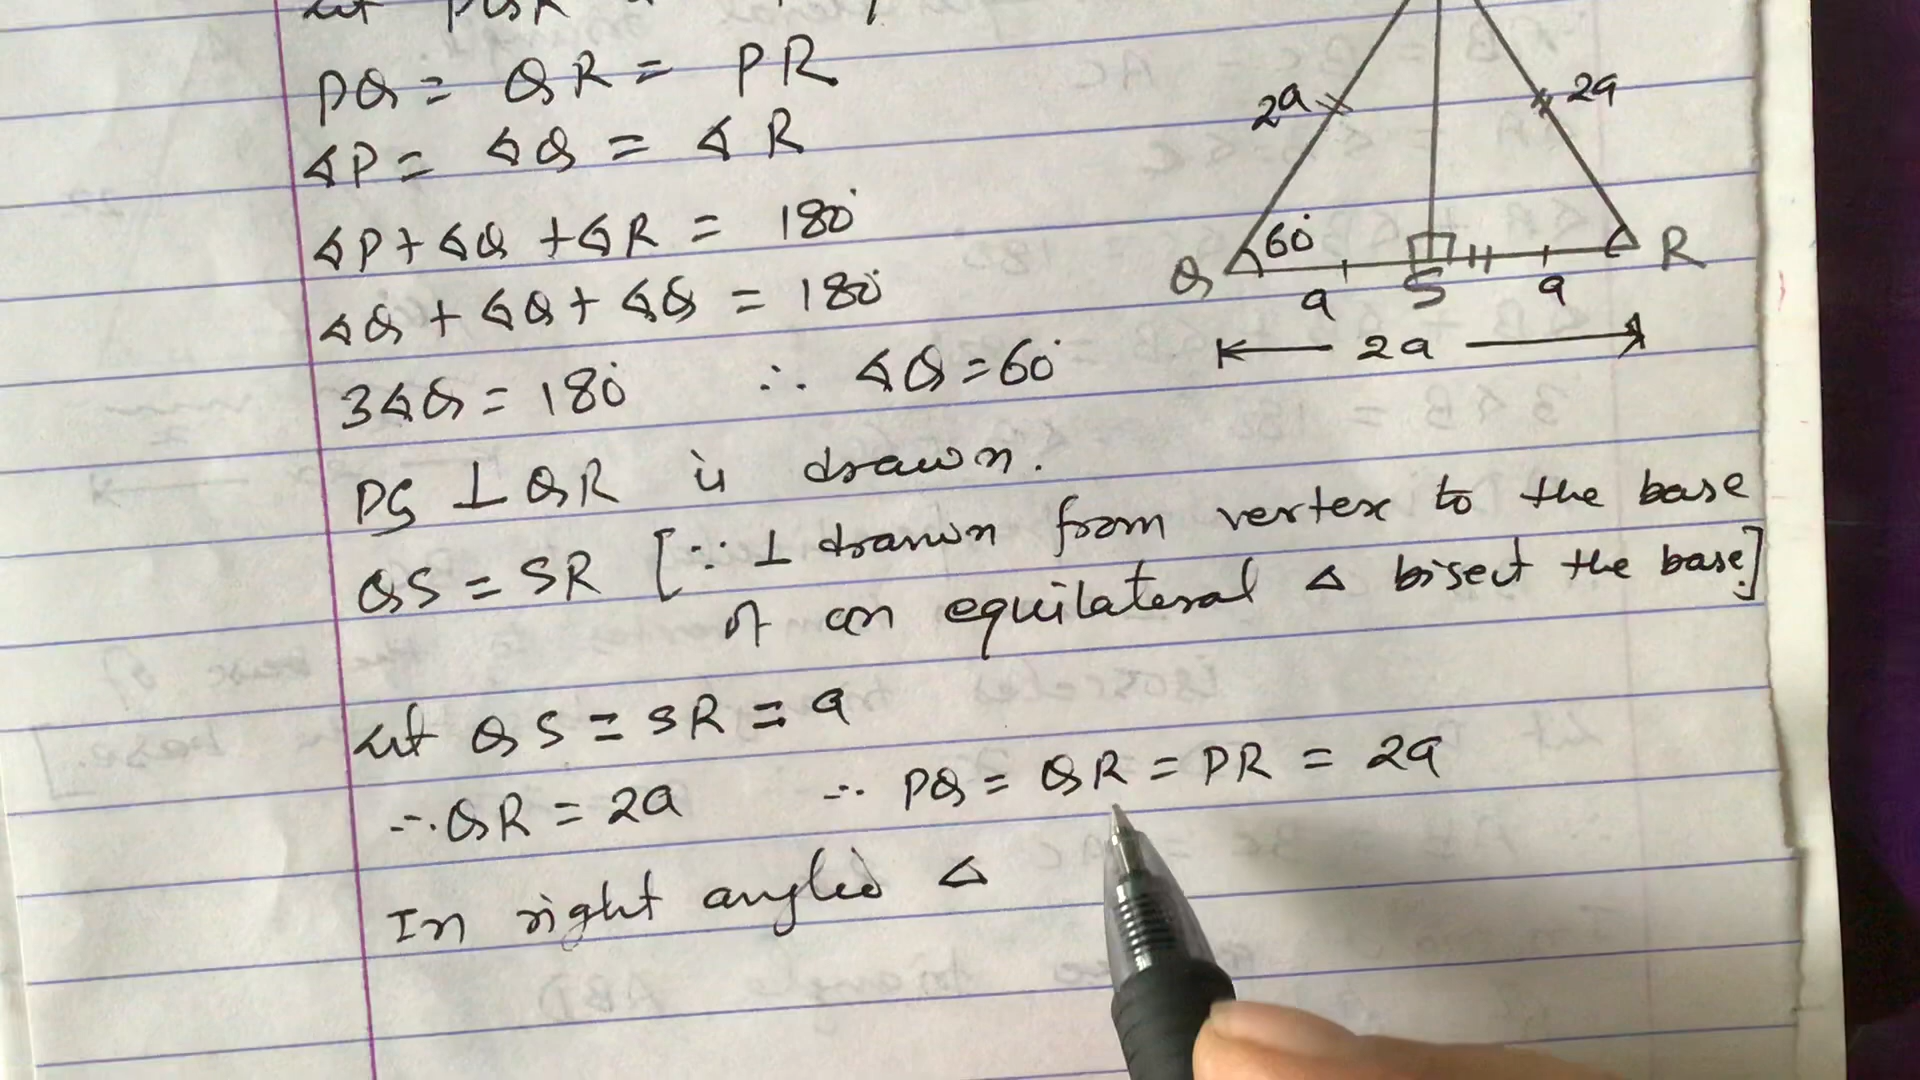 Let PQR
PQ = QR = PR
∢P = ∢Q = ∢R
∢P + ∢Q + ∢R = 180°
∢Q + ∢Q + ∢Q = 180°
3∢Q = 180° ∴ ∢Q = 60°
PS ⊥ QR is drawn.
QS = SR [∵ ⊥ drawn from vertex to the base
of an equilateral △ bisect the base.]
Let QS = SR = a
∴ QR = 2a ∴ PQ = QR = PR = 2a
In right angled △
2a 2a
60°
Q S R
a a
2a